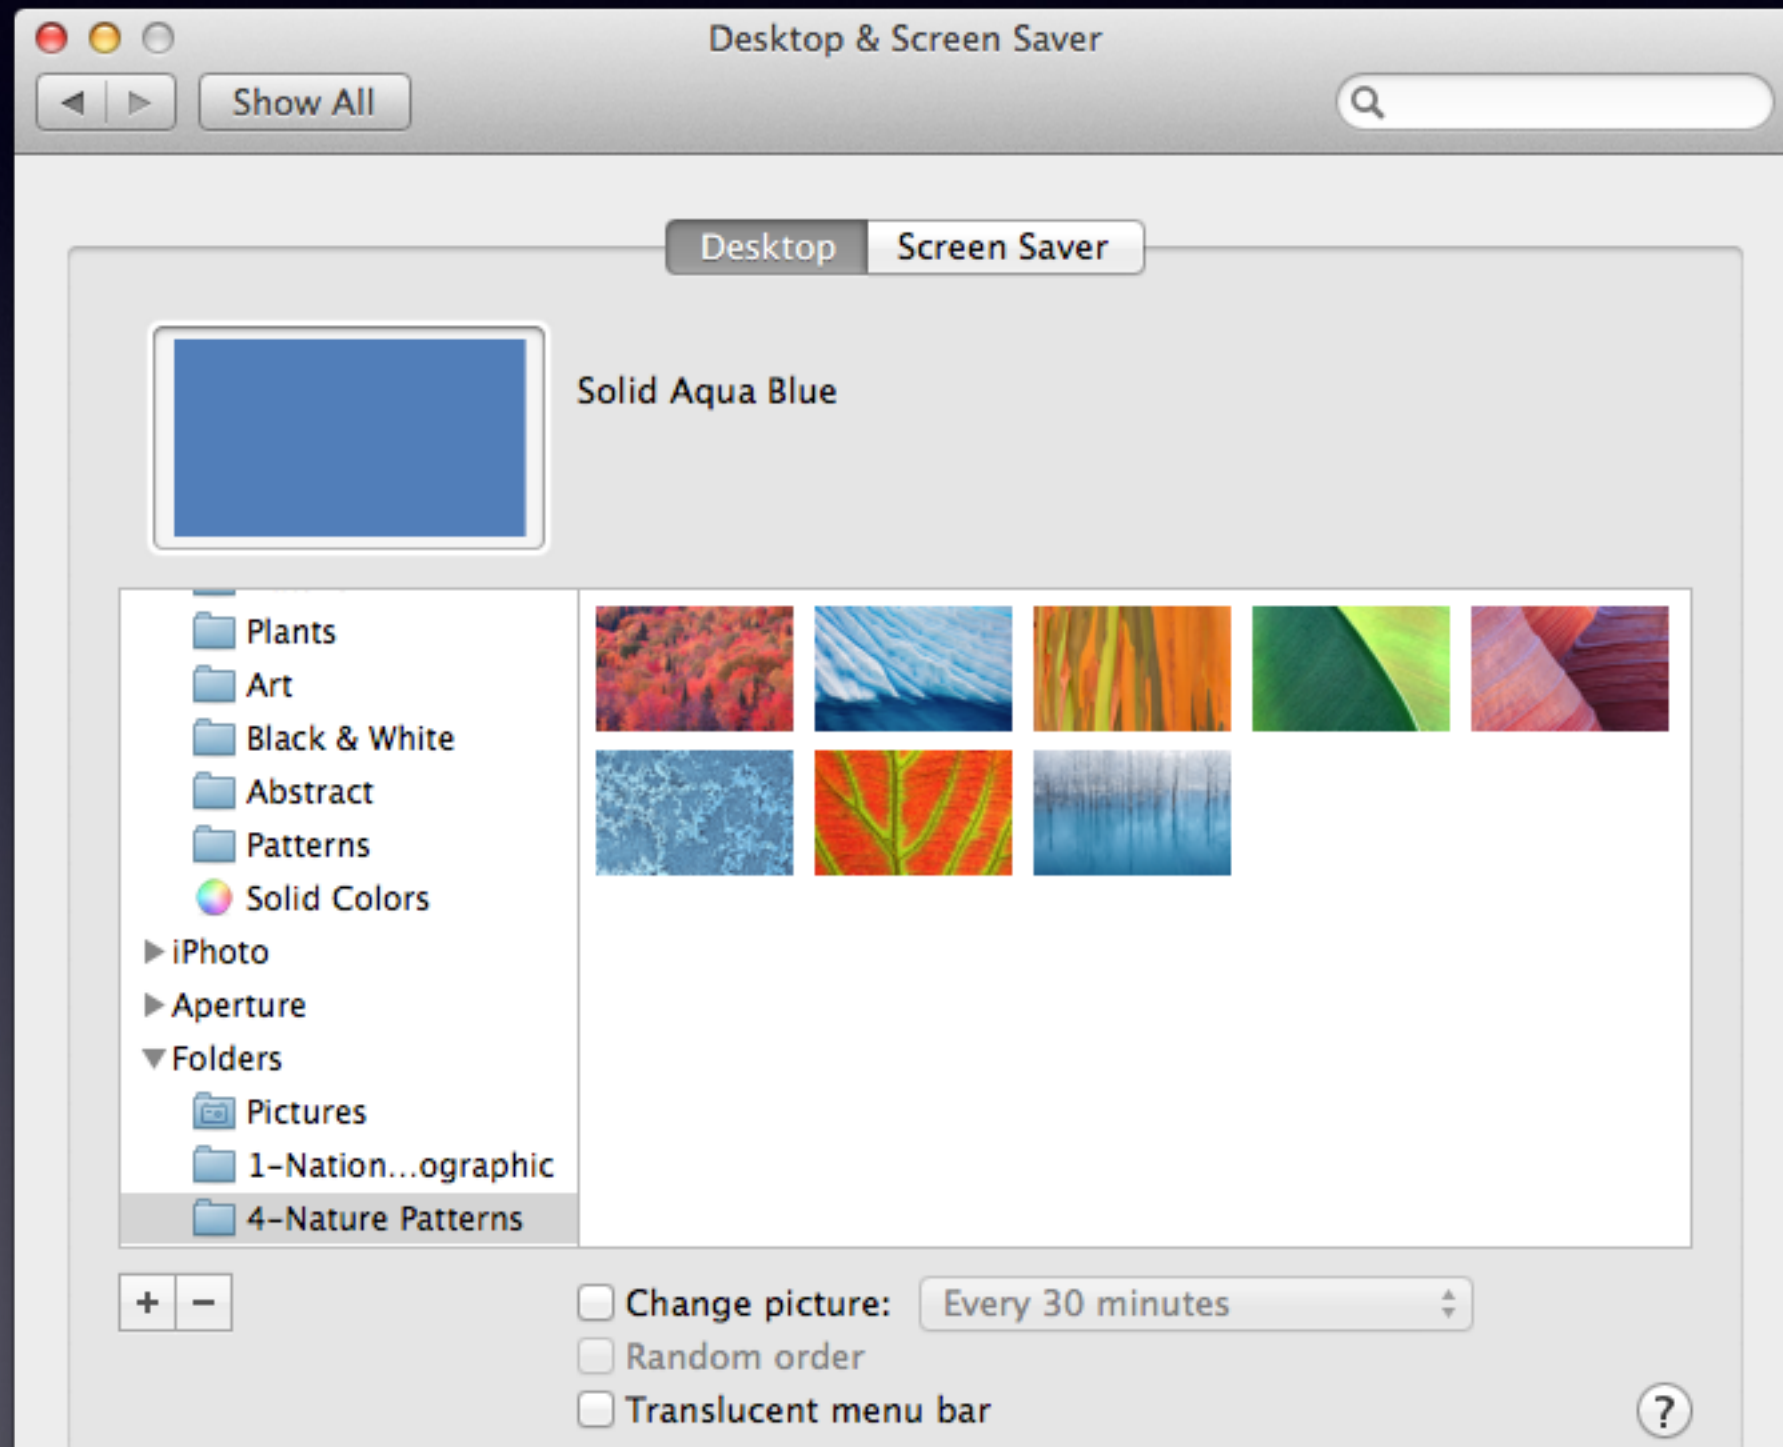 Desktop & Screen Saver
Show All
Desktop
Screen Saver
Solid Aqua Blue
Plants
Art
Black & White
Abstract
Patterns
Solid Colors
iPhoto
Aperture
Folders
Pictures
1-Nation...ographic
4-Nature Patterns
+ −
Change picture: Every 30 minutes
Random order
Translucent menu bar
?